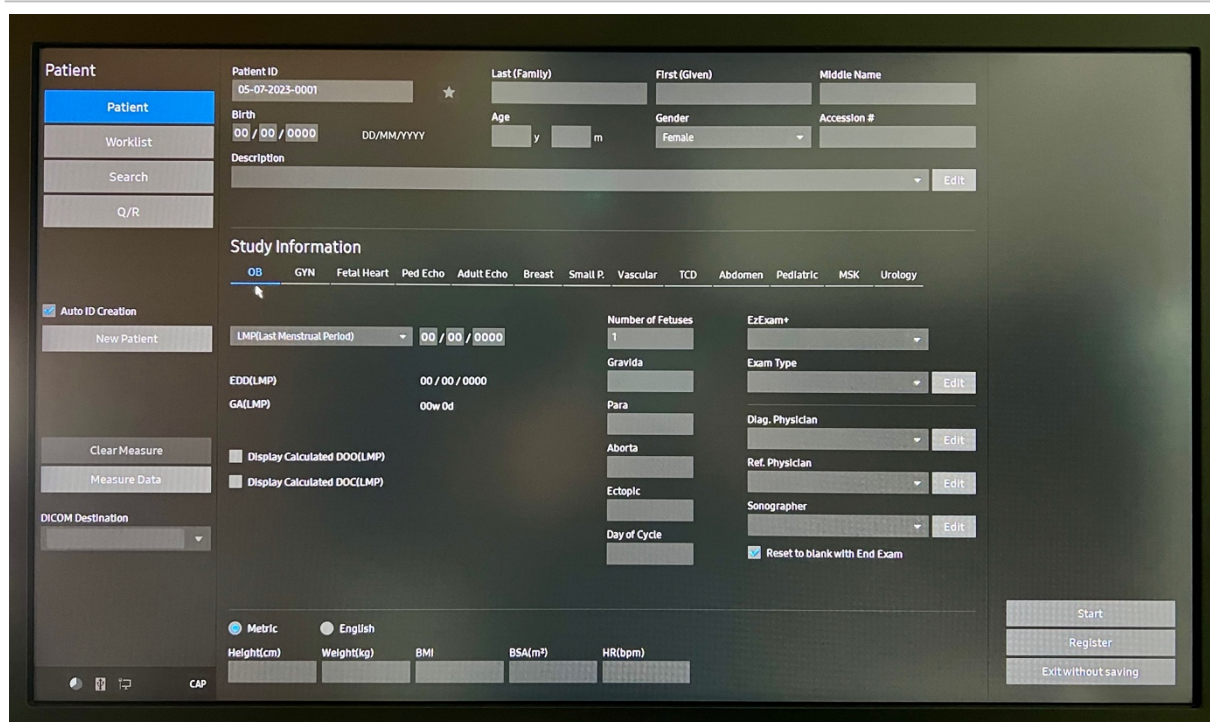 Patient
Patient
Worklist
Search
Q/R
Auto ID Creation
New Patient
Clear Measure
Measure Data
DICOM Destination
CAP
Patient ID
05-07-2023-0001
Last (Family)
First (Given)
Middle Name
Birth
00 / 00 / 0000 DD/MM/YYYY
Age
y m
Gender
Female
Accession #
Description
Edit
Study Information
OB GYN Fetal Heart Ped Echo Adult Echo Breast Small P. Vascular TCD Abdomen Pediatric MSK Urology
LMP(Last Menstrual Period) 00 / 00 / 0000
EDD(LMP) 00 / 00 / 0000
GA(LMP) 00w 0d
Display Calculated DOO(LMP)
Display Calculated DOC(LMP)
Number of Fetuses
1
Gravida
Para
Aborta
Ectopic
Day of Cycle
EzExam+
Exam Type
Edit
Diag. Physician
Edit
Ref. Physician
Edit
Sonographer
Edit
Reset to blank with End Exam
Metric English
Height(cm) Weight(kg) BMI BSA(m²) HR(bpm)
Start
Register
Exit without saving